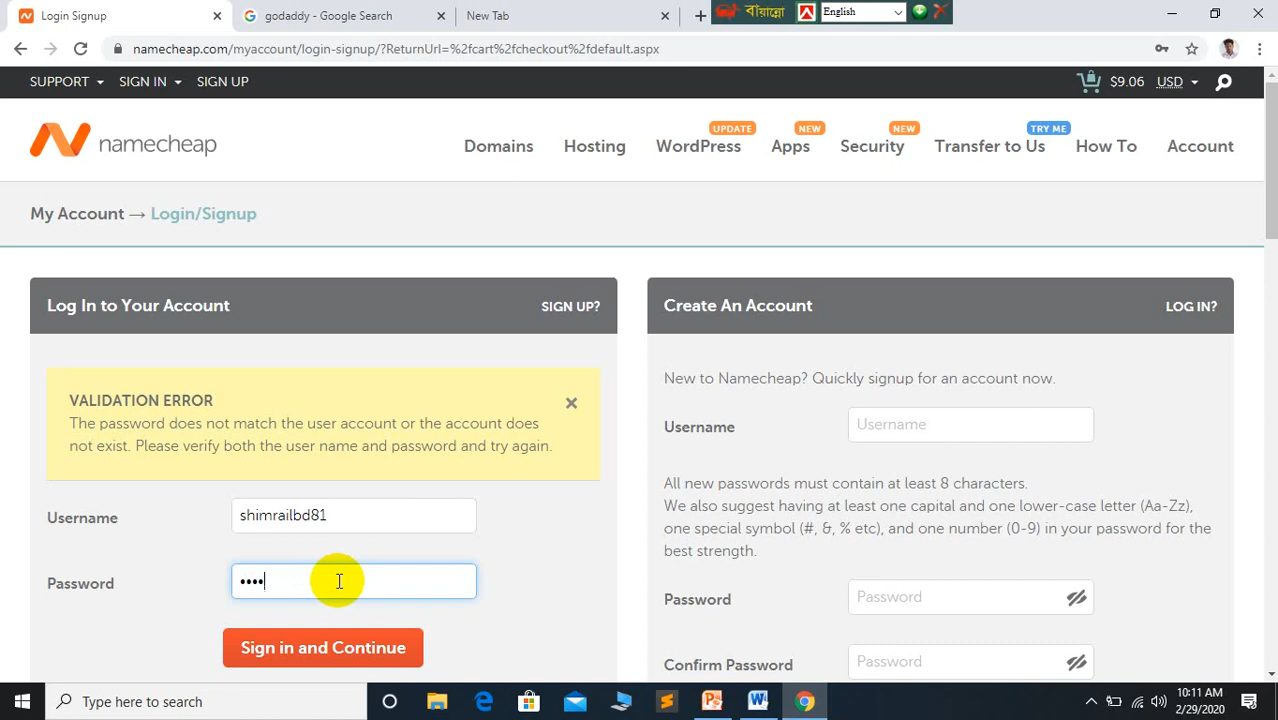 Login Signup
godaddy - Google Search
New Tab
বায়ান্নো
English
namecheap.com/myaccount/login-signup/?ReturnUrl=%2fcart%2fcheckout%2fdefault.aspx
SUPPORT SIGN IN SIGN UP
$9.06 USD
namecheap
UPDATE NEW NEW TRY ME
Domains Hosting WordPress Apps Security Transfer to Us How To Account
My Account → Login/Signup
Log In to Your Account SIGN UP?
VALIDATION ERROR
The password does not match the user account or the account does
not exist. Please verify both the user name and password and try again.
Username shimrailbd81
Password ••••
Sign in and Continue
Create An Account LOG IN?
New to Namecheap? Quickly signup for an account now.
Username Username
All new passwords must contain at least 8 characters.
We also suggest having at least one capital and one lower-case letter (Aa-Zz),
one special symbol (#, &, % etc), and one number (0-9) in your password for the
best strength.
Password Password
Confirm Password Password
Type here to search
10:11 AM
2/29/2020